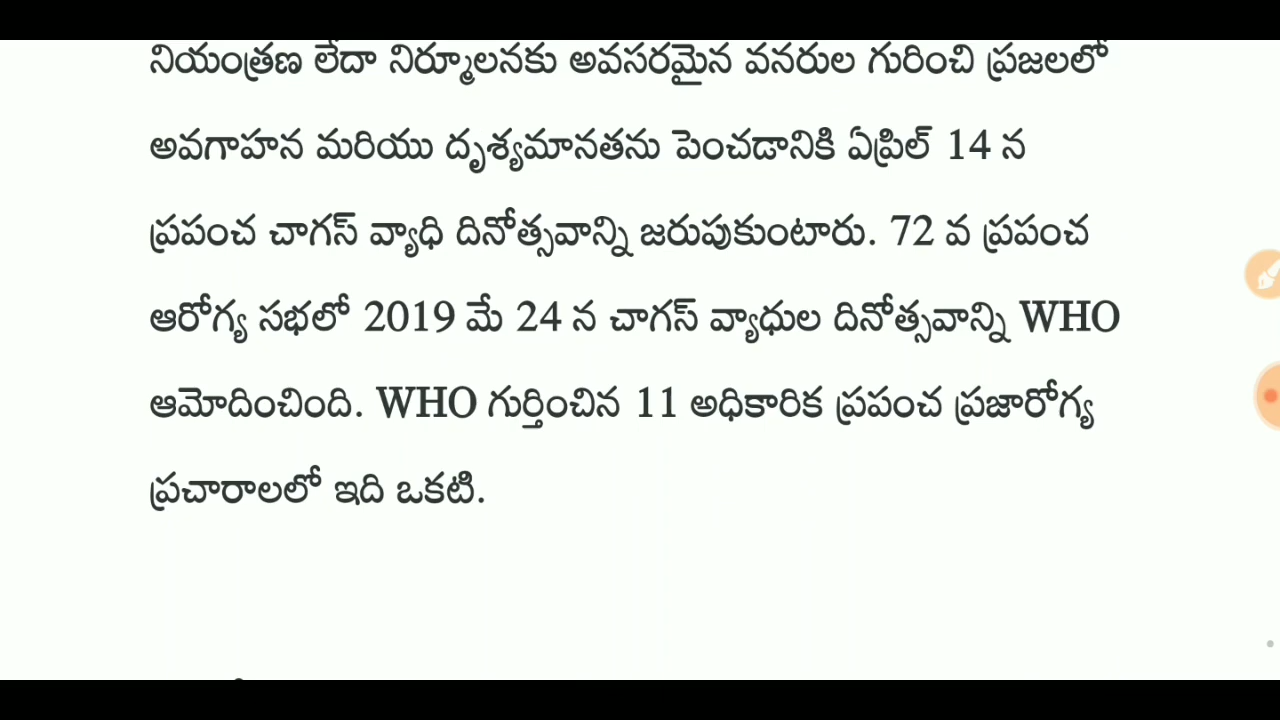 నియంత్రణ లేదా నిర్మూలనకు అవసరమైన వనరుల గురించి ప్రజలలో
అవగాహన మరియు దృశ్యమానతను పెంచడానికి ఏప్రిల్ 14 న
ప్రపంచ చాగస్ వ్యాధి దినోత్సవాన్ని జరుపుకుంటారు. 72 వ ప్రపంచ
ఆరోగ్య సభలో 2019 మే 24 న చాగస్ వ్యాధుల దినోత్సవాన్ని WHO
ఆమోదించింది. WHO గుర్తించిన 11 అధికారిక ప్రపంచ ప్రజారోగ్య
ప్రచారాలలో ఇది ఒకటి.